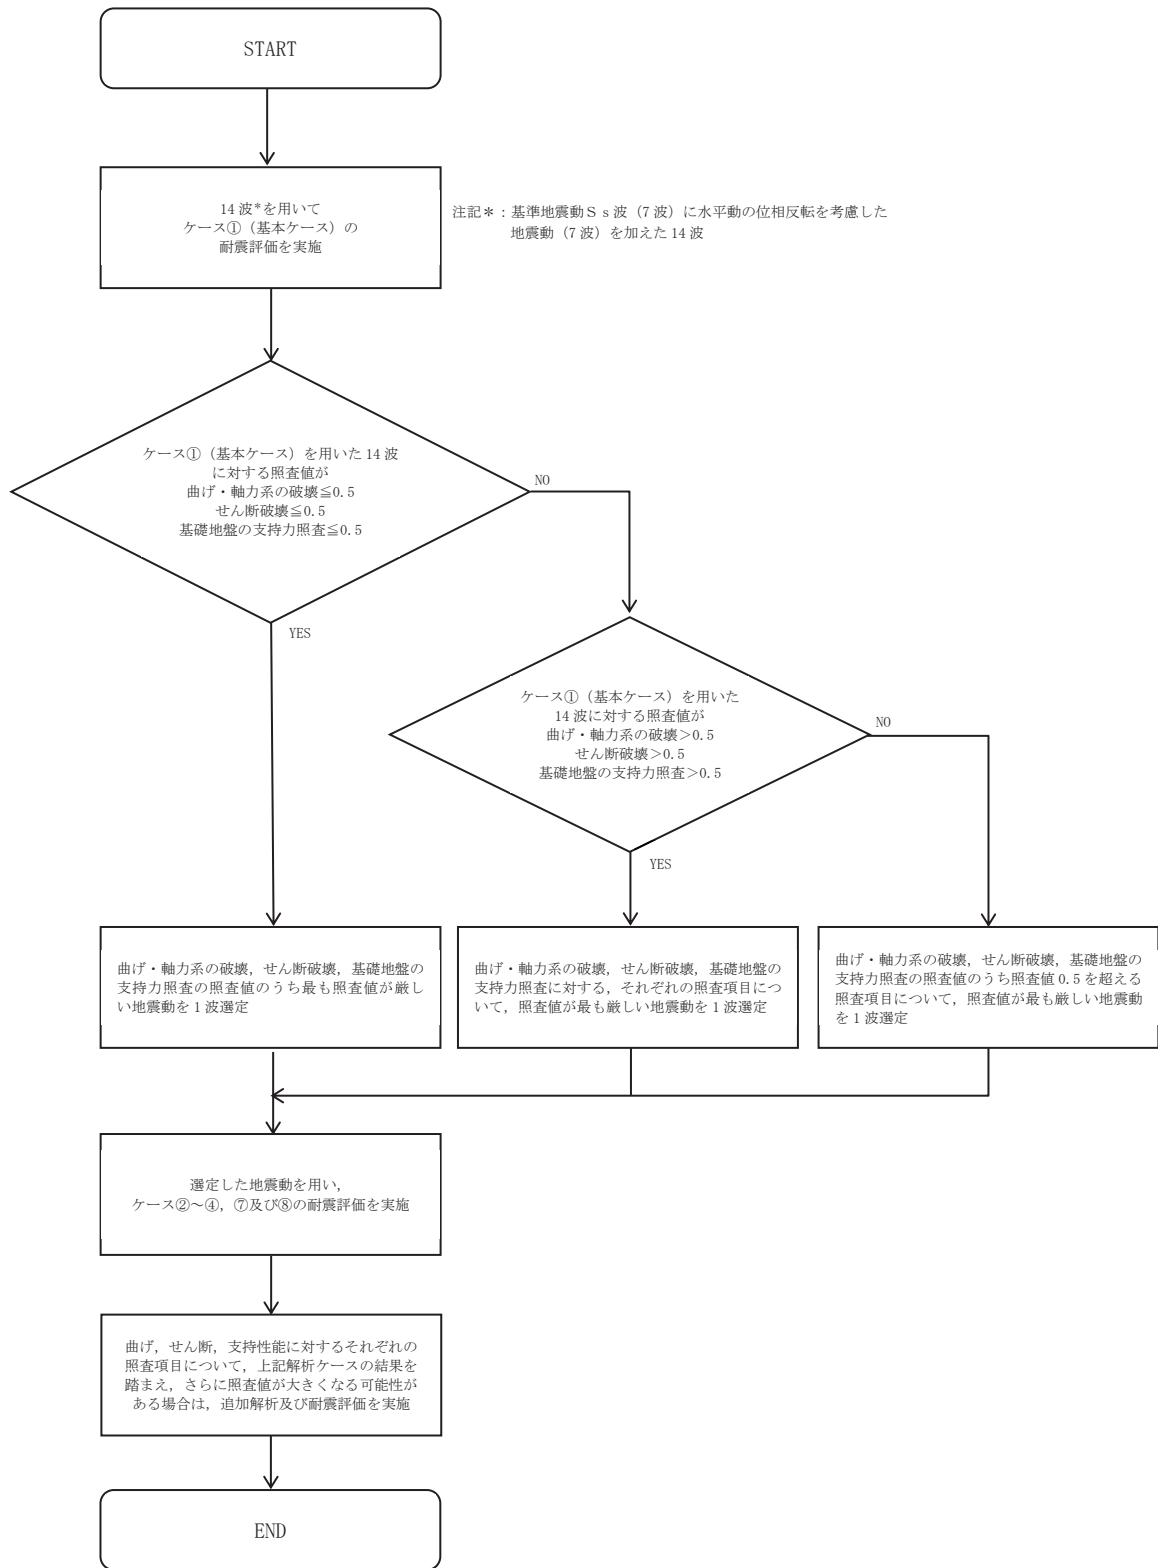 START
14 波*を用いて
ケース①（基本ケース）の
耐震評価を実施
注記＊：基準地震動Ｓｓ波（7 波）に水平動の位相反転を考慮した
地震動（7 波）を加えた 14 波
ケース①（基本ケース）を用いた 14 波
に対する照査値が
曲げ・軸力系の破壊≦0.5
せん断破壊≦0.5
基礎地盤の支持力照査≦0.5
NO
YES
ケース①（基本ケース）を用いた
14 波に対する照査値が
曲げ・軸力系の破壊＞0.5
せん断破壊＞0.5
基礎地盤の支持力照査＞0.5
NO
YES
曲げ・軸力系の破壊，せん断破壊，基礎地盤の
支持力照査の照査値のうち最も照査値が厳し
い地震動を 1 波選定
曲げ・軸力系の破壊，せん断破壊，基礎地盤の
支持力照査に対する，それぞれの照査項目につ
いて，照査値が最も厳しい地震動を 1 波選定
曲げ・軸力系の破壊，せん断破壊，基礎地盤の
支持力照査の照査値のうち照査値 0.5 を超える
照査項目について，照査値が最も厳しい地震動
を 1 波選定
選定した地震動を用い，
ケース②～④，⑦及び⑧の耐震評価を実施
曲げ，せん断，支持性能に対するそれぞれの
照査項目について，上記解析ケースの結果を
踏まえ，さらに照査値が大きくなる可能性が
ある場合は，追加解析及び耐震評価を実施
END